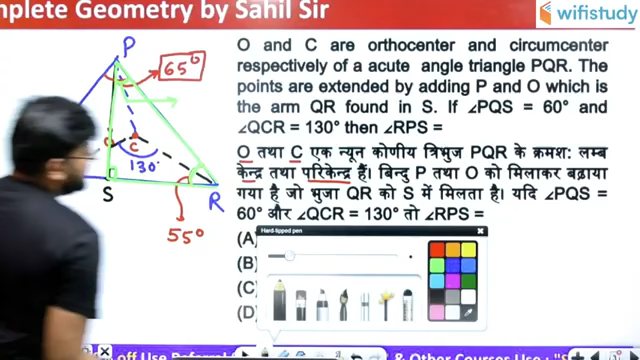 mplete Geometry by Sahil Sir
wifistudy
P
65°
C
130°
S
R
55°
O and C are orthocenter and circumcenter
respectively of a acute angle triangle PQR. The
points are extended by adding P and O which is
the arm QR found in S. If ∠PQS = 60° and
∠QCR = 130° then ∠RPS =
O तथा C एक न्यून कोणीय त्रिभुज PQR के क्रमशः लम्ब
केन्द्र तथा परिकेन्द्र हैं। बिन्दु P तथा O को मिलाकर बढ़ाया
गया है जो भुजा QR को S में मिलता है। यदि ∠PQS =
60° और ∠QCR = 130° तो ∠RPS =
(A)
(B)
(C)
(D)
Hard-tipped pen
off Use Referral
& Other Courses Use : "S